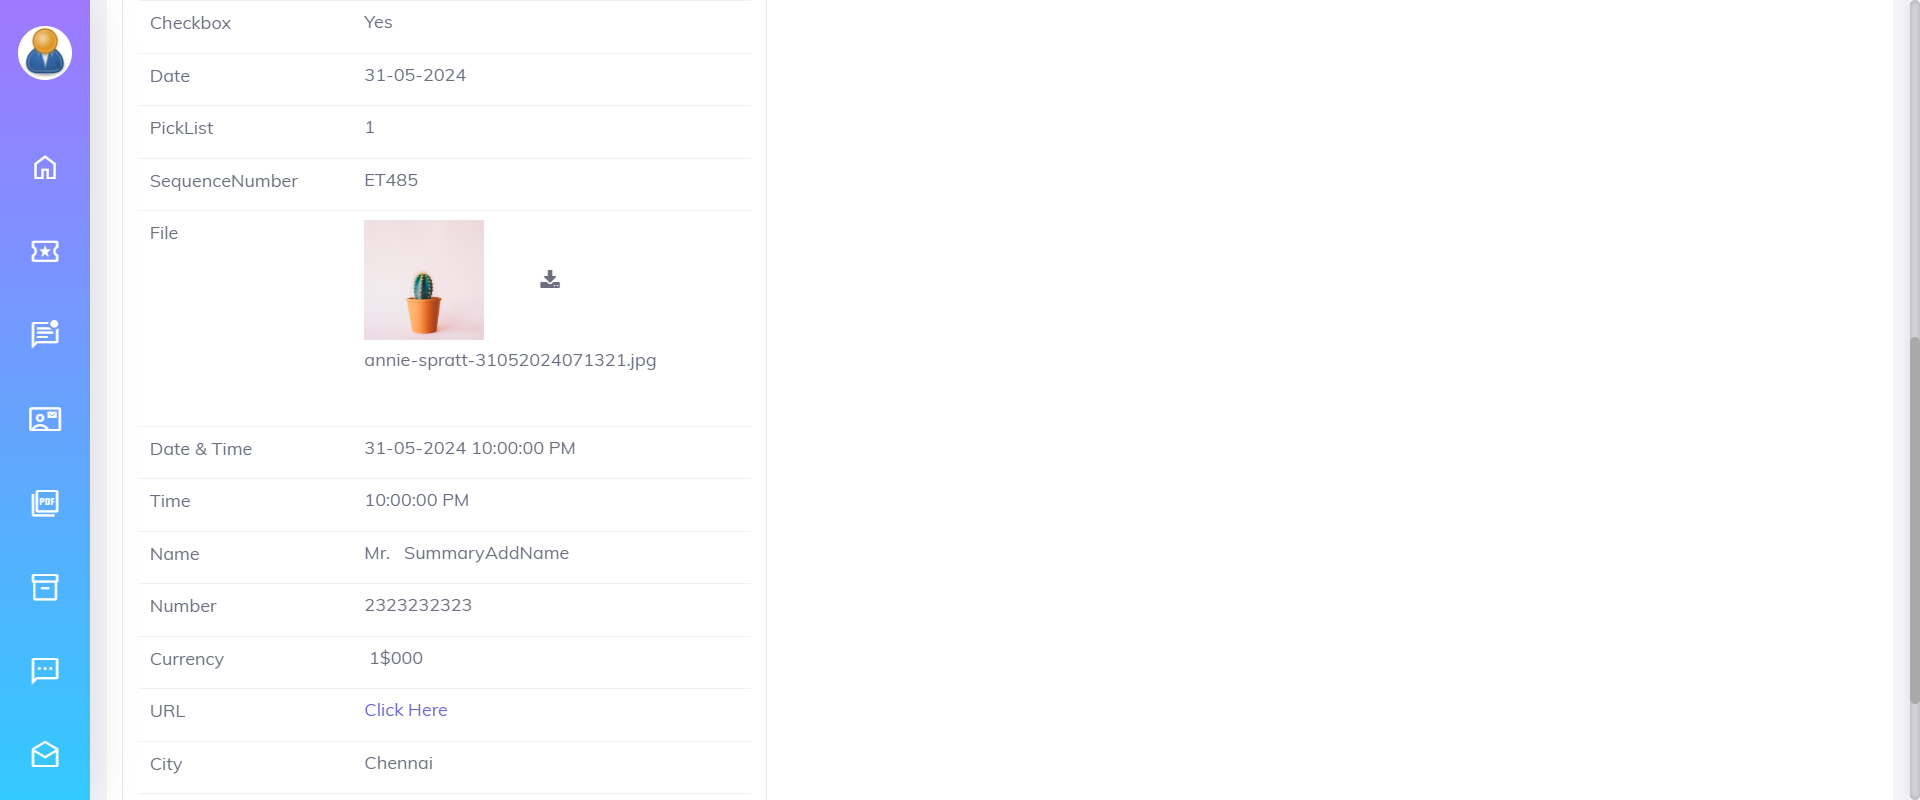 Checkbox Yes
Date 31-05-2024
PickList 1
SequenceNumber ET485
File
annie-spratt-31052024071321.jpg
Date & Time 31-05-2024 10:00:00 PM
Time 10:00:00 PM
Name Mr. SummaryAddName
Number 2323232323
Currency 1$000
URL Click Here
City Chennai
PDF